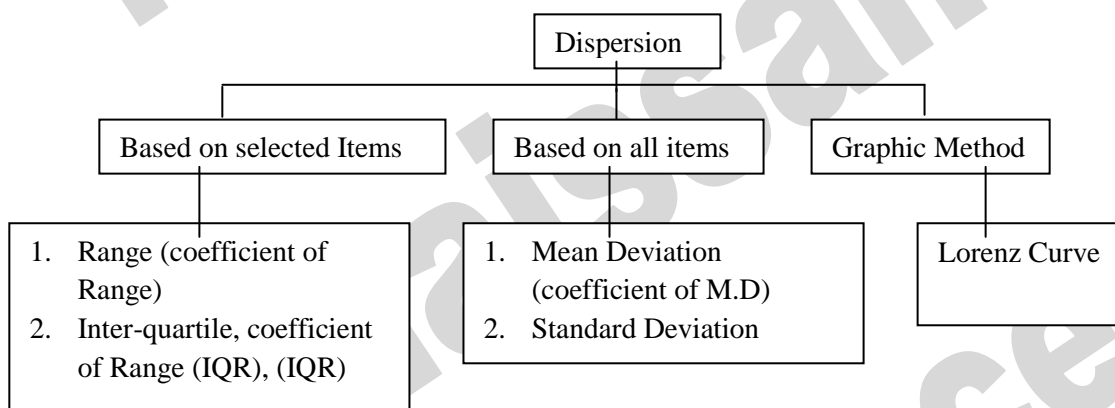 Dispersion
Based on selected Items
Based on all items
Graphic Method
1. Range (coefficient of
Range)
2. Inter-quartile, coefficient
of Range (IQR), (IQR)
1. Mean Deviation
(coefficient of M.D)
2. Standard Deviation
Lorenz Curve